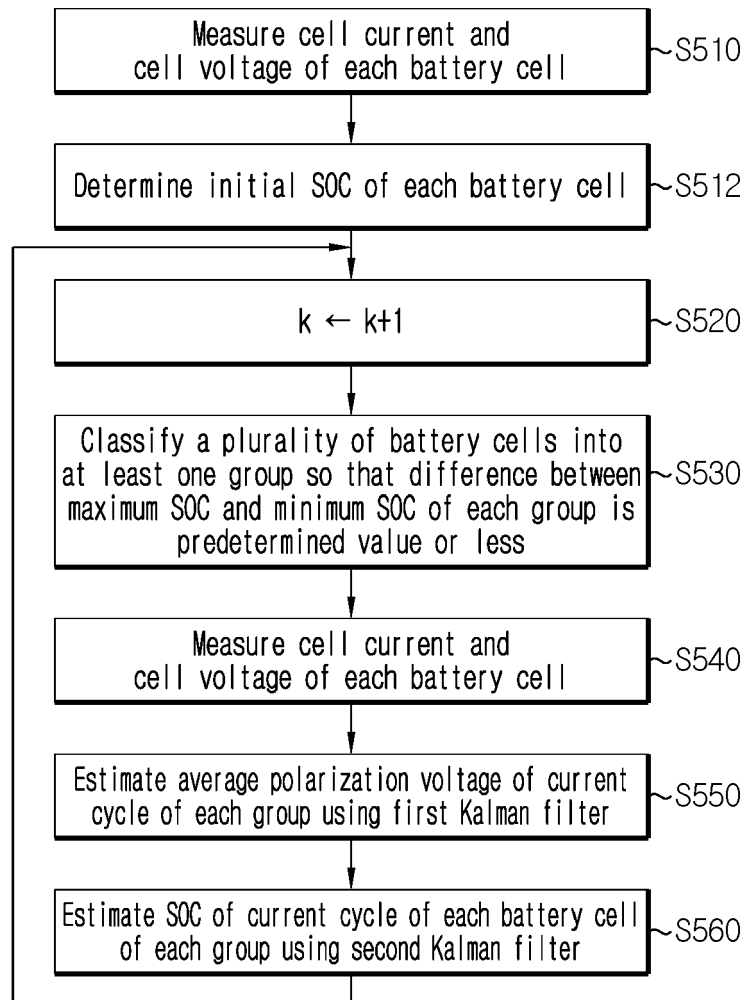 Measure cell current and
cell voltage of each battery cell
S510
Determine initial SOC of each battery cell
S512
k ← k+1
S520
Classify a plurality of battery cells into
at least one group so that difference between
maximum SOC and minimum SOC of each group is
predetermined value or less
S530
Measure cell current and
cell voltage of each battery cell
S540
Estimate average polarization voltage of current
cycle of each group using first Kalman filter
S550
Estimate SOC of current cycle of each battery cell
of each group using second Kalman filter
S560